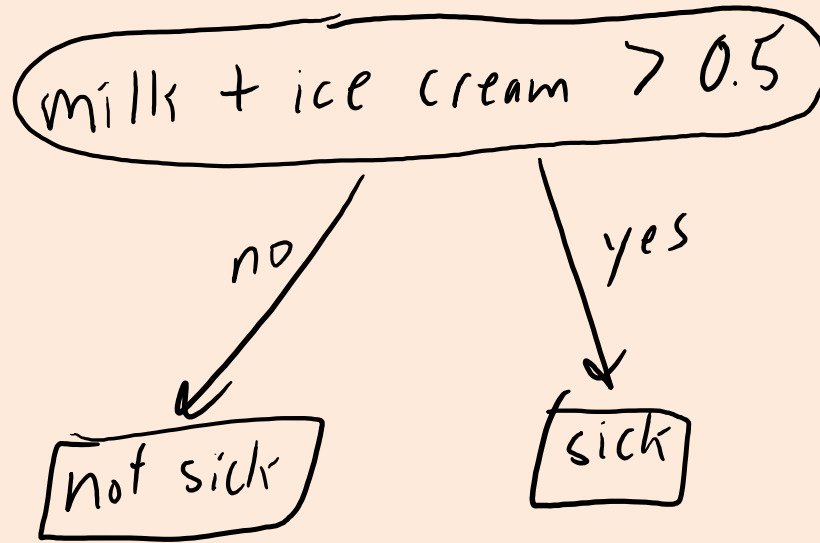 milk + ice cream > 0.5
no
yes
not sick
sick